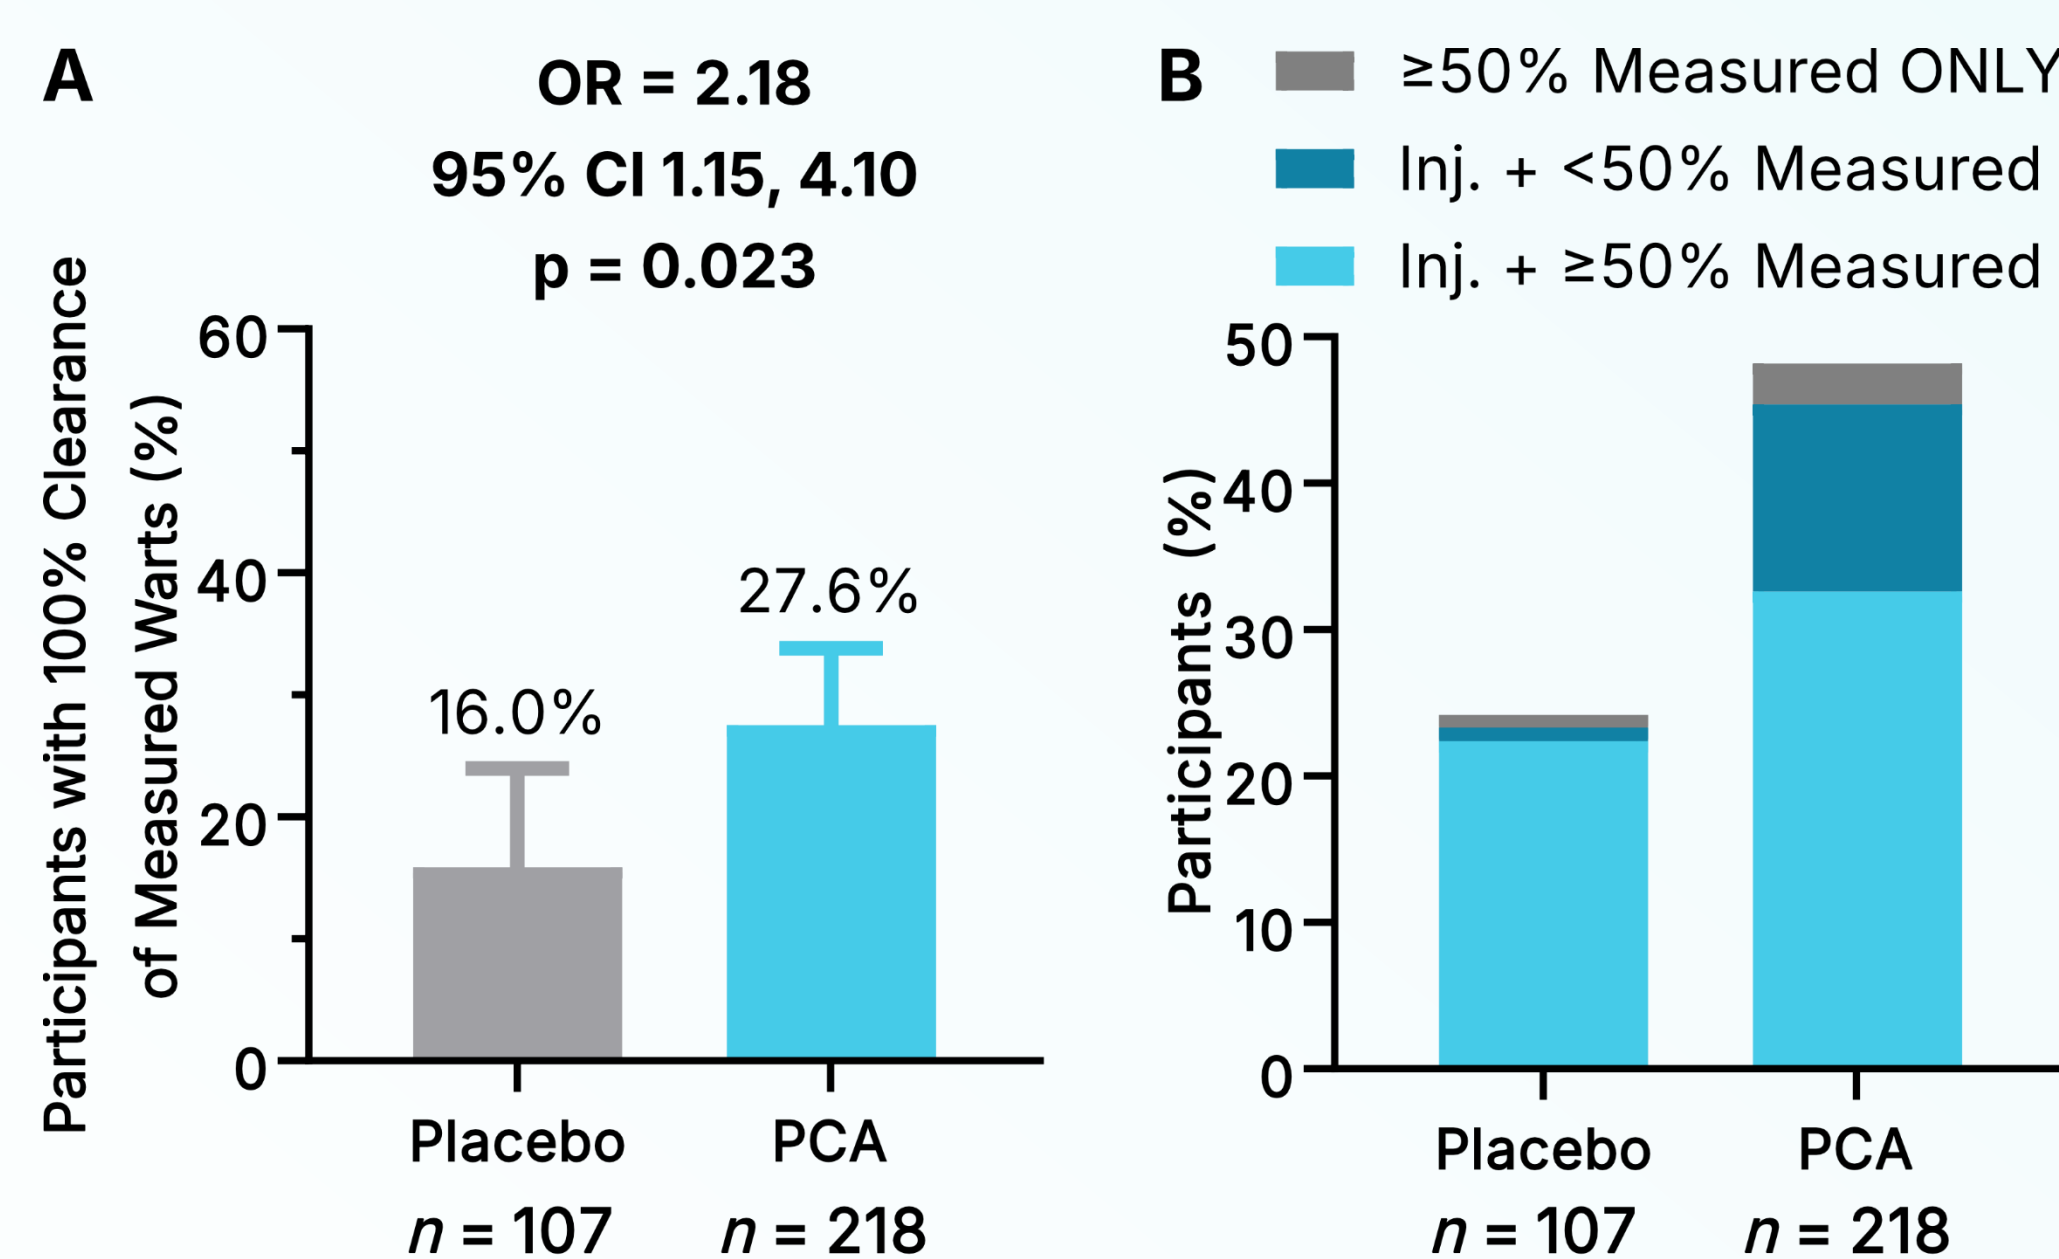 A
OR = 2.18
95% CI 1.15, 4.10
p = 0.023
Participants with 100% Clearance
of Measured Warts (%)
60
40
20
0
16.0%
27.6%
Placebo
PCA
n = 107
n = 218
B
≥50% Measured ONLY
Inj. + <50% Measured
Inj. + ≥50% Measured
Participants (%)
50
40
30
20
10
0
Placebo
PCA
n = 107
n = 218